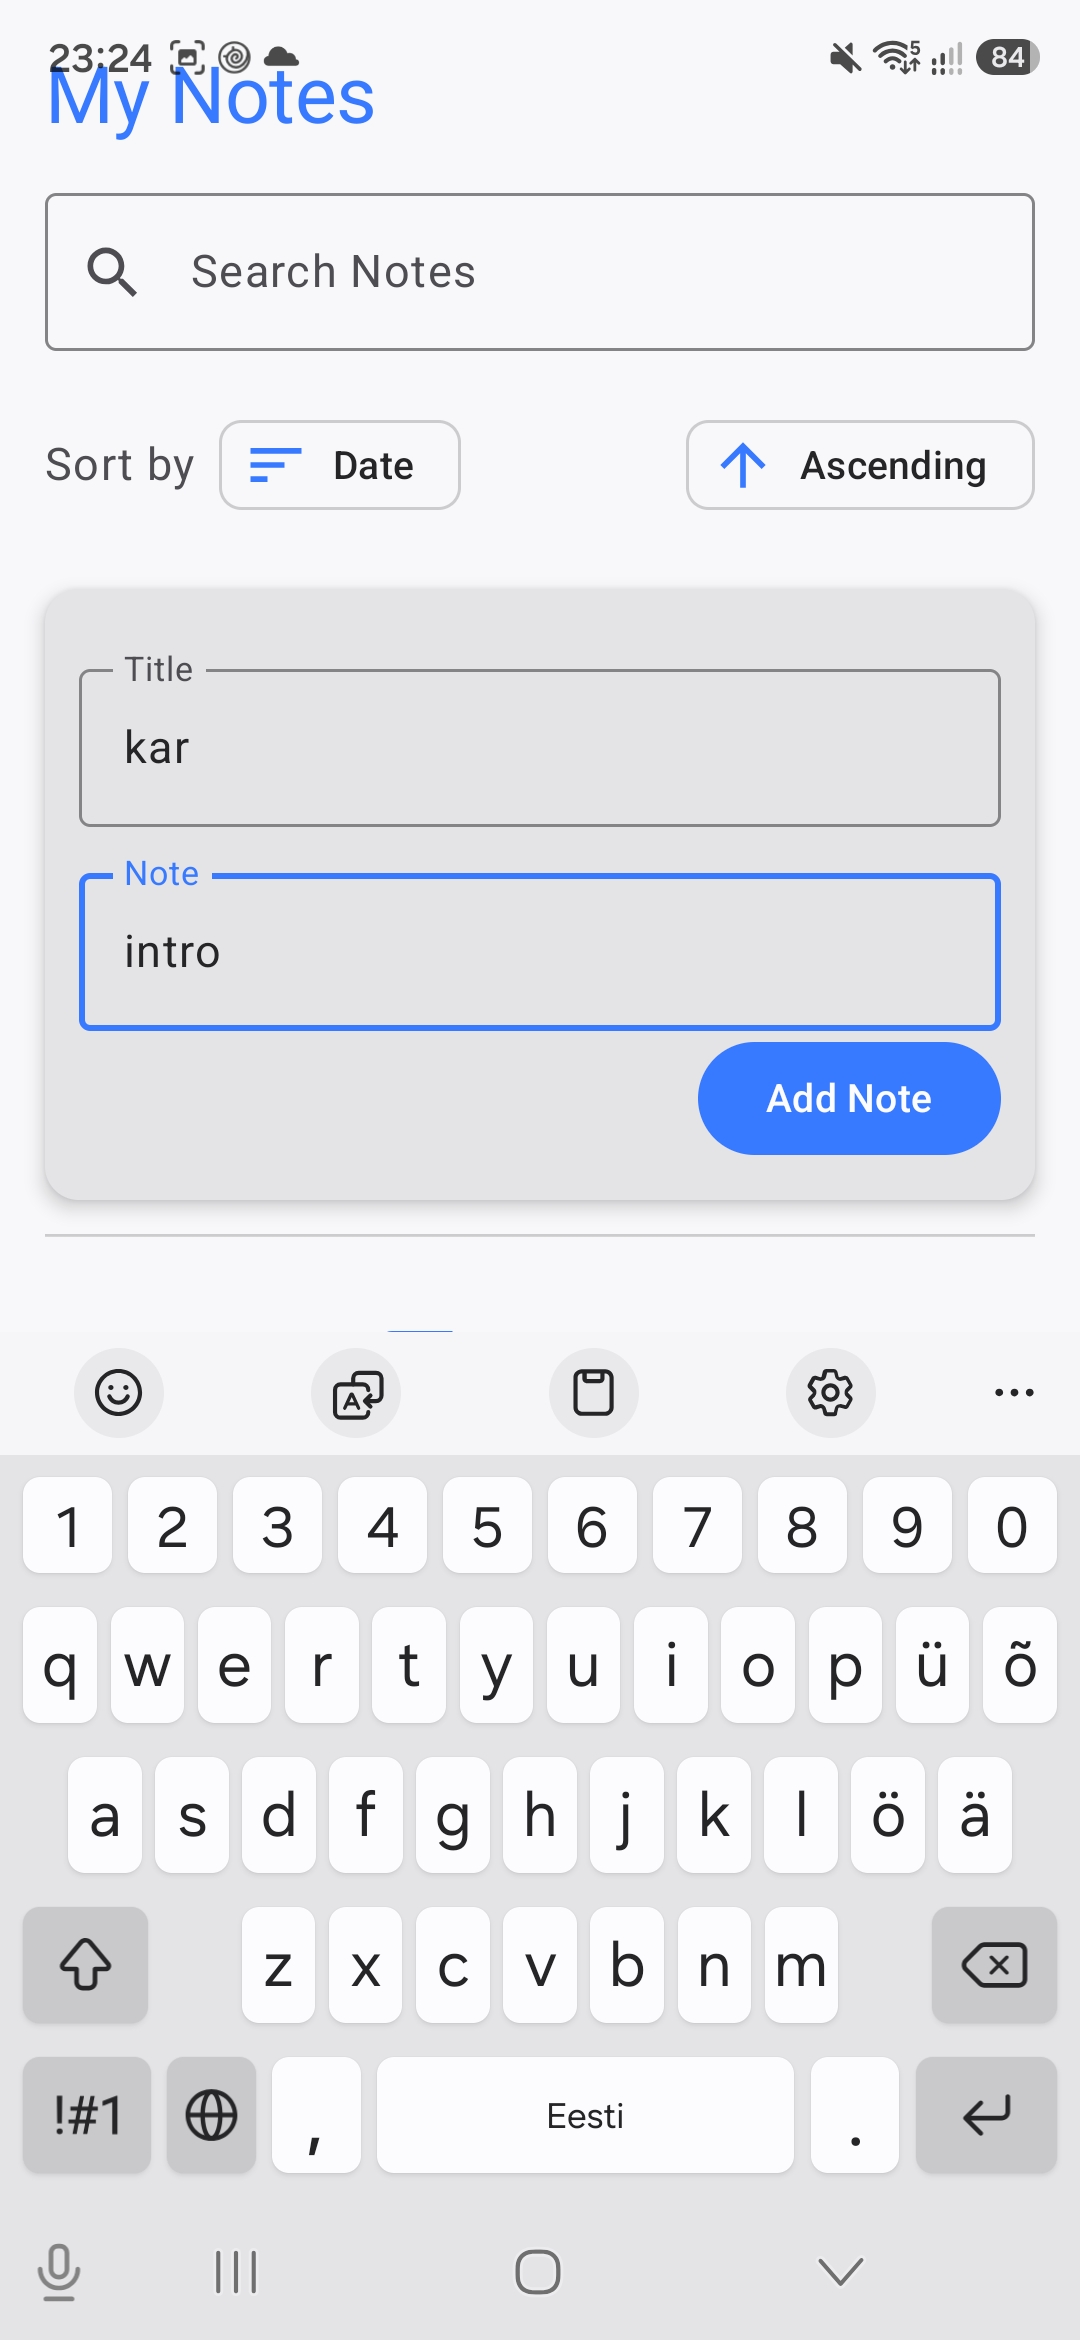 23:24
5
84
My Notes
Search Notes
Sort by Date Ascending
Title
kar
Note
intro
Add Note
A
1 2 3 4 5 6 7 8 9 0
q w e r t y u i o p ü õ
a s d f g h j k l ö ä
z x c v b n m
!#1 , Eesti .